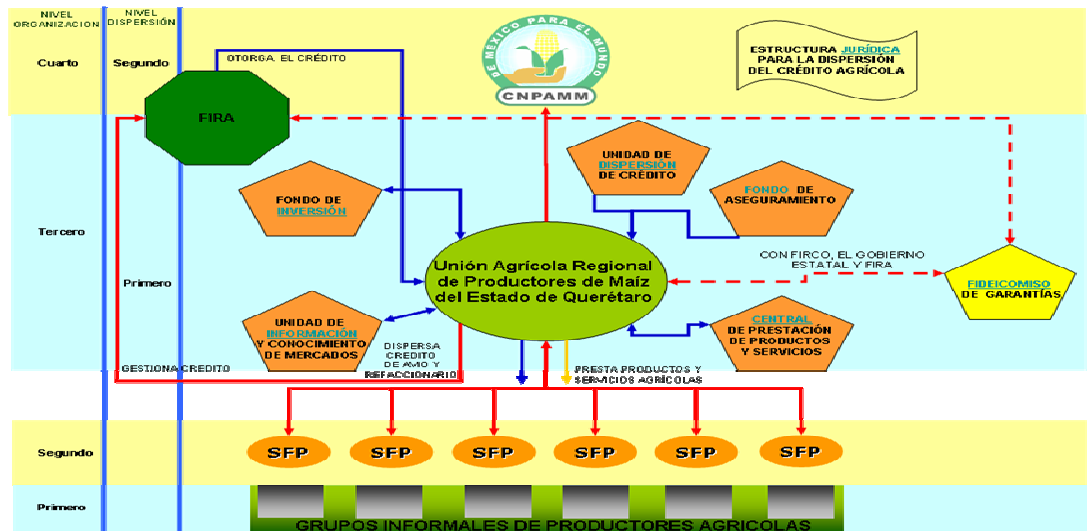 NIVEL
ORGANIZACION
NIVEL
DISPERSIÓN
Cuarto
Segundo
OTORGA EL CRÉDITO
DE MEXICO PARA EL MUNDO
CNPAMM
ESTRUCTURA JURÍDICA
PARA LA DISPERSIÓN
DEL CRÉDITO AGRÍCOLA
FIRA
UNIDAD DE
DISPERSIÓN
DE CRÉDITO
FONDO DE
INVERSIÓN
FONDO DE
ASEGURAMIENTO
Tercero
Primero
Unión Agrícola Regional
de Productores de Maíz
del Estado de Querétaro
CON FIRCO, EL GOBIERNO
ESTATAL Y FIRA
FIDEICOMISO
DE GARANTÍAS
UNIDAD DE
INFORMACIÓN
Y CONOCIMIENTO
DE MERCADOS
CENTRAL
DE PRESTACIÓN
DE PRODUCTOS
Y SERVICIOS
GESTIONA CREDITO
DISPERSA
CREDITO
DE AVIO Y
REFACCIONARIO
PRESTA PRODUCTOS Y
SERVICIOS AGRÍCOLAS
Segundo
SFP
SFP
SFP
SFP
SFP
SFP
Primero
GRUPOS INFORMALES DE PRODUCTORES AGRICOLAS